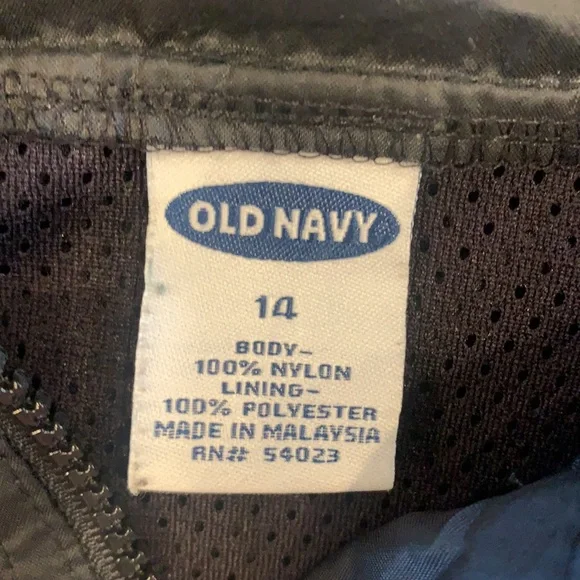 OLD NAVY
14
BODY-
100% NYLON
LINING-
100% POLYESTER
MADE IN MALAYSIA
RN# 54023